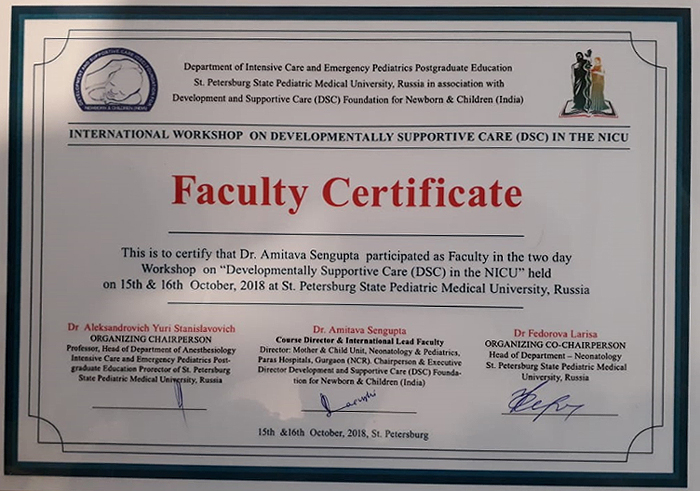 DEVELOPMENT AND SUPPORTIVE CARE FOUNDATION
NEWBORN & CHILDREN (INDIA)
Department of Intensive Care and Emergency Pediatrics Postgraduate Education
St. Petersburg State Pediatric Medical University, Russia in association with
Development and Supportive Care (DSC) Foundation for Newborn & Children (India)
INTERNATIONAL WORKSHOP ON DEVELOPMENTALLY SUPPORTIVE CARE (DSC) IN THE NICU
Faculty Certificate
This is to certify that Dr. Amitava Sengupta participated as Faculty in the two day
Workshop on “Developmentally Supportive Care (DSC) in the NICU” held
on 15th & 16th October, 2018 at St. Petersburg State Pediatric Medical University, Russia
Dr Aleksandrovich Yuri Stanislavovich
ORGANIZING CHAIRPERSON
Professor, Head of Department of Anesthesiology
Intensive Care and Emergency Pediatrics Post-
graduate Education Prorector of St. Petersburg
State Pediatric Medical University, Russia
Dr. Amitava Sengupta
Course Director & International Lead Faculty
Director: Mother & Child Unit, Neonatology & Pediatrics,
Paras Hospitals, Gurgaon (NCR). Chairperson & Executive
Director Development and Supportive Care (DSC) Founda-
tion for Newborn & Children (India)
Dr Fedorova Larisa
ORGANIZING CO-CHAIRPERSON
Head of Department – Neonatology
St. Petersburg State Pediatric Medical
University, Russia
15th &16th October, 2018, St. Petersburg